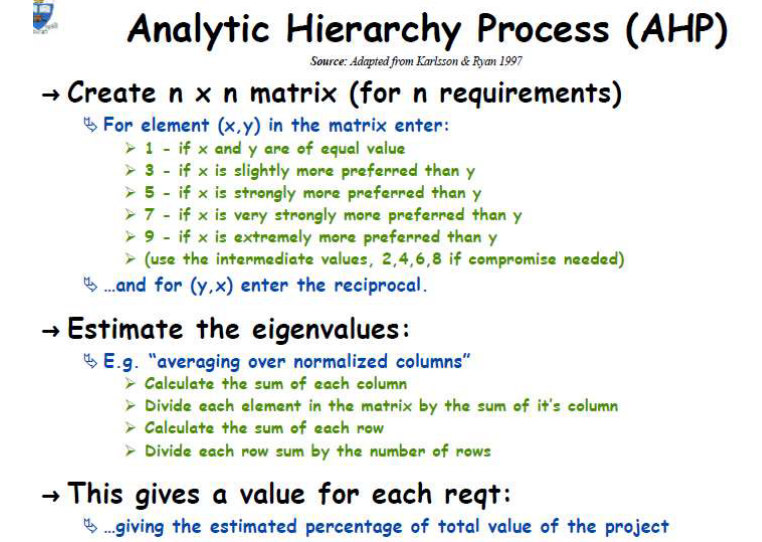 Analytic Hierarchy Process (AHP)
Source: Adapted from Karlsson & Ryan 1997
→ Create n x n matrix (for n requirements)
↳ For element (x,y) in the matrix enter:
➢ 1 - if x and y are of equal value
➢ 3 - if x is slightly more preferred than y
➢ 5 - if x is strongly more preferred than y
➢ 7 - if x is very strongly more preferred than y
➢ 9 - if x is extremely more preferred than y
➢ (use the intermediate values, 2,4,6,8 if compromise needed)
↳ …and for (y,x) enter the reciprocal.
→ Estimate the eigenvalues:
↳ E.g. “averaging over normalized columns”
➢ Calculate the sum of each column
➢ Divide each element in the matrix by the sum of it's column
➢ Calculate the sum of each row
➢ Divide each row sum by the number of rows
→ This gives a value for each reqt:
↳ …giving the estimated percentage of total value of the project